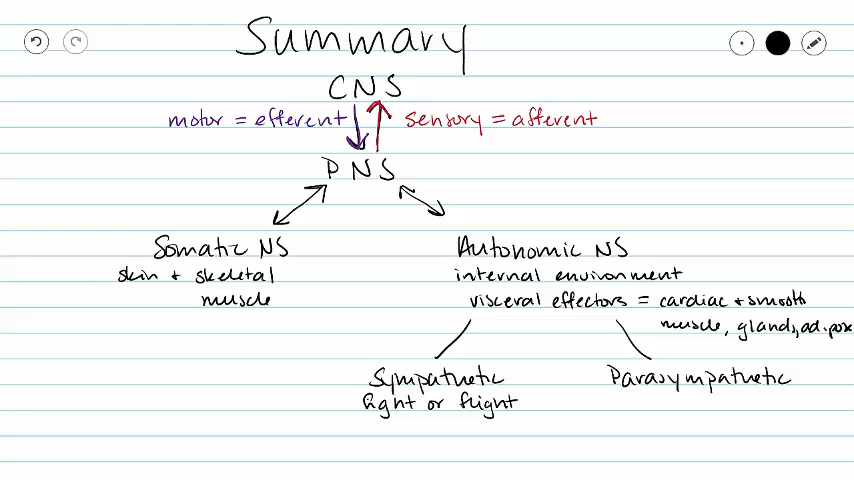 Summary
CNS
motor = efferent
sensory = afferent
PNS
Somatic NS
skin + skeletal
muscle
Autonomic NS
internal environment
visceral effectors = cardiac + smooth
muscle, glands, adipose
Sympathetic
fight or flight
Parasympathetic